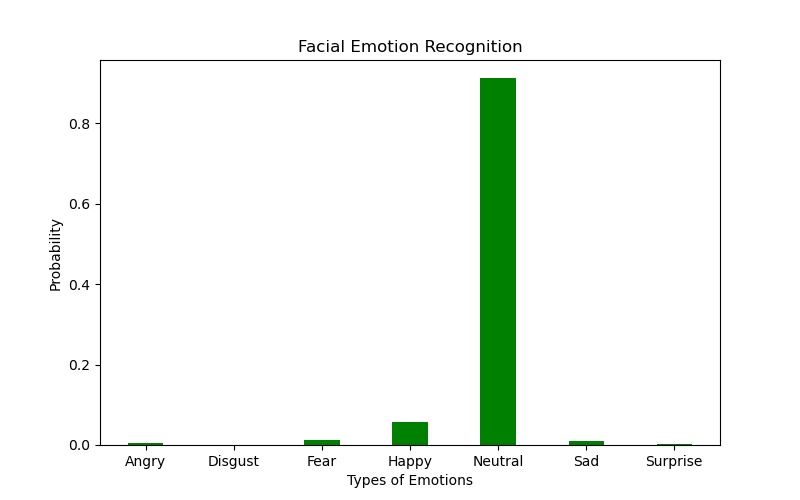 Facial Emotion Recognition
0.8
0.6
0.4
0.2
0.0
Probability
Angry Disgust Fear Happy Neutral Sad Surprise
Types of Emotions